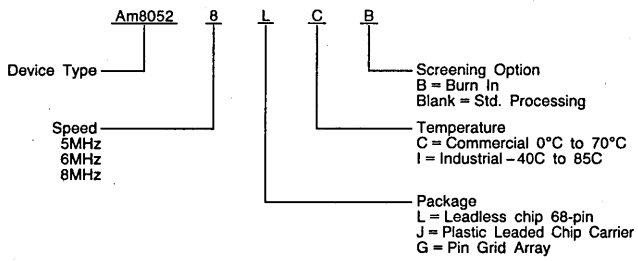 Am8052 8 L C B
Device Type
Screening Option
B = Burn In
Blank = Std. Processing
Speed
5MHz
6MHz
8MHz
Temperature
C = Commercial 0°C to 70°C
I = Industrial –40C to 85C
Package
L = Leadless chip 68-pin
J = Plastic Leaded Chip Carrier
G = Pin Grid Array